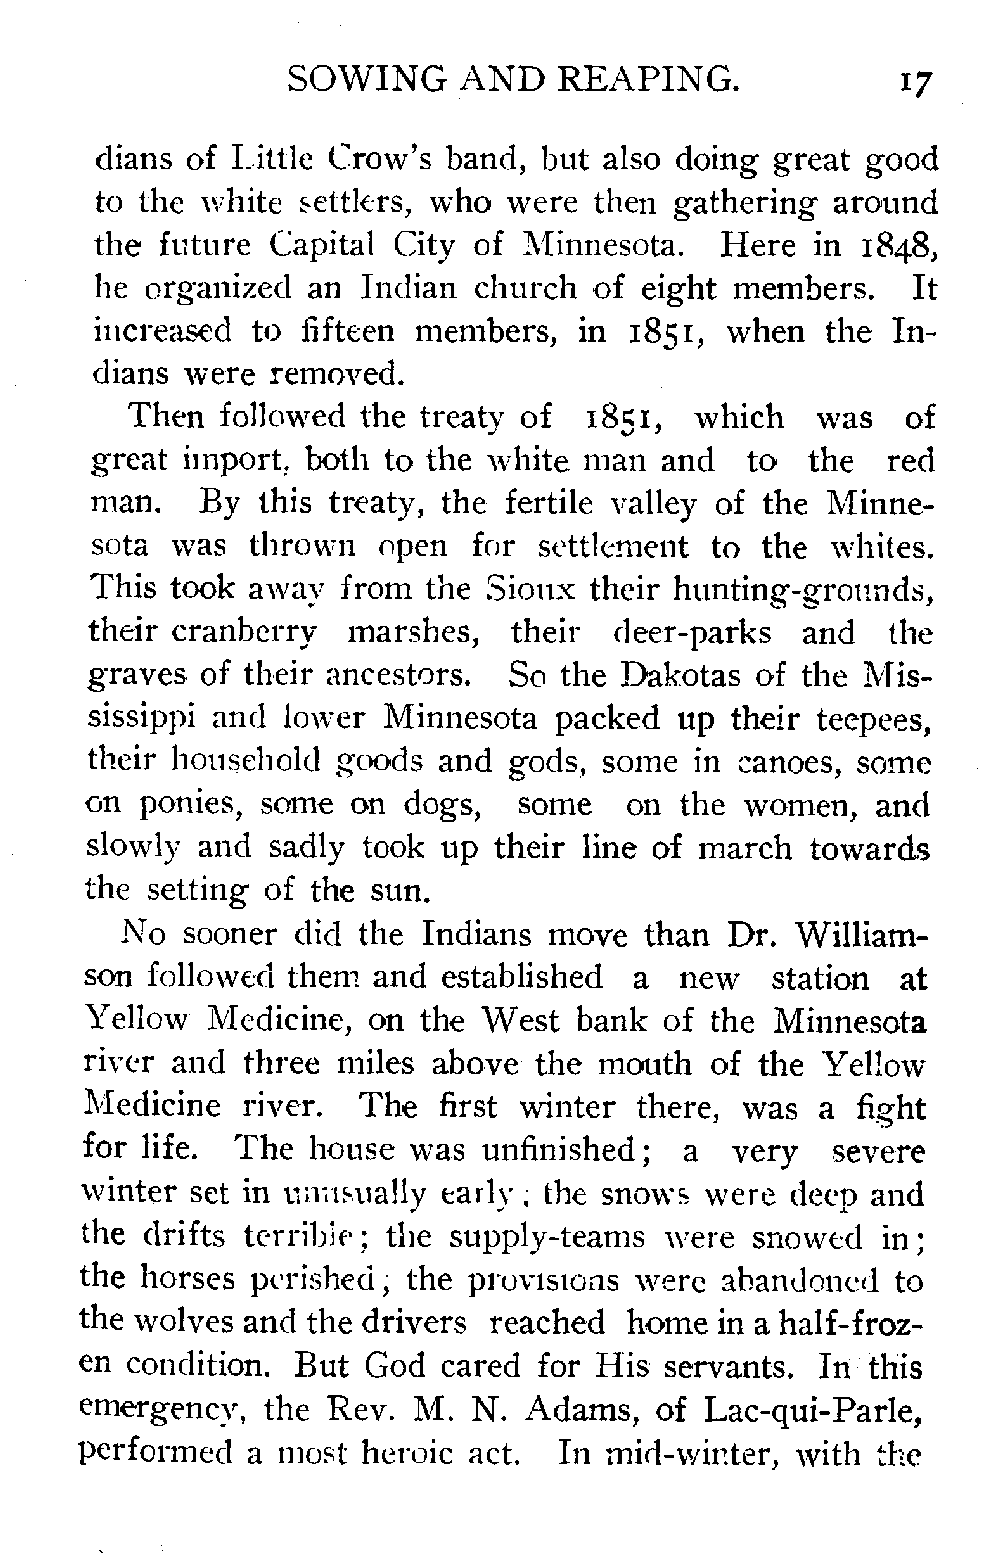 SOWING AND REAPING. 17
dians of Little Crow's band, but also doing great good
to the white settlers, who were then gathering around
the future Capital City of Minnesota. Here in 1848,
he organized an Indian church of eight members. It
increased to fifteen members, in 1851, when the In-
dians were removed.
Then followed the treaty of 1851, which was of
great import, both to the white man and to the red
man. By this treaty, the fertile valley of the Minne-
sota was thrown open for settlement to the whites.
This took away from the Sioux their hunting-grounds,
their cranberry marshes, their deer-parks and the
graves of their ancestors. So the Dakotas of the Mis-
sissippi and lower Minnesota packed up their teepees,
their household goods and gods, some in canoes, some
on ponies, some on dogs, some on the women, and
slowly and sadly took up their line of march towards
the setting of the sun.
No sooner did the Indians move than Dr. William-
son followed them and established a new station at
Yellow Medicine, on the West bank of the Minnesota
river and three miles above the mouth of the Yellow
Medicine river. The first winter there, was a fight
for life. The house was unfinished; a very severe
winter set in unusually early; the snows were deep and
the drifts terrible; the supply-teams were snowed in;
the horses perished; the provisions were abandoned to
the wolves and the drivers reached home in a half-froz-
en condition. But God cared for His servants. In this
emergency, the Rev. M. N. Adams, of Lac-qui-Parle,
performed a most heroic act. In mid-winter, with the